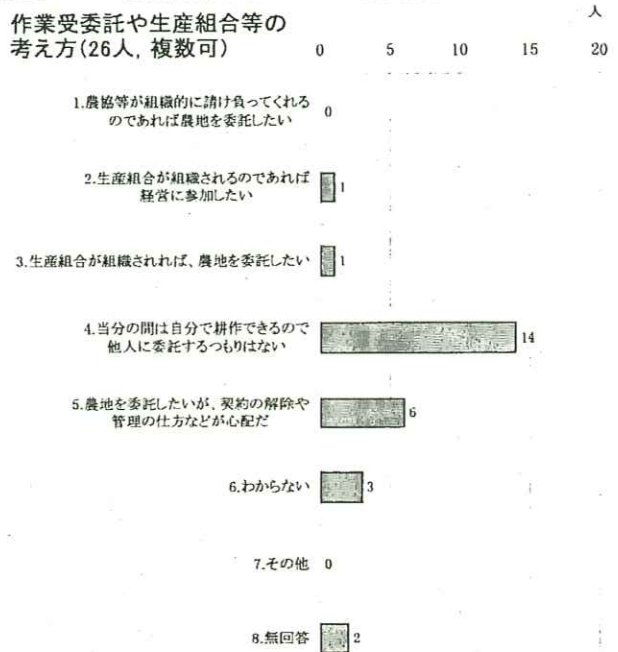 人
作業受委託や生産組合等の
考え方(26人, 複数可)
0 5 10 15 20
1.農協等が組織的に請け負ってくれる
のであれば農地を委託したい
0
2.生産組合が組織されるのであれば
経営に参加したい
1
3.生産組合が組織されれば、農地を委託したい
1
4.当分の間は自分で耕作できるので
他人に委託するつもりはない
14
5.農地を委託したいが、契約の解除や
管理の仕方などが心配だ
6
6.わからない
3
7.その他
0
8.無回答
2